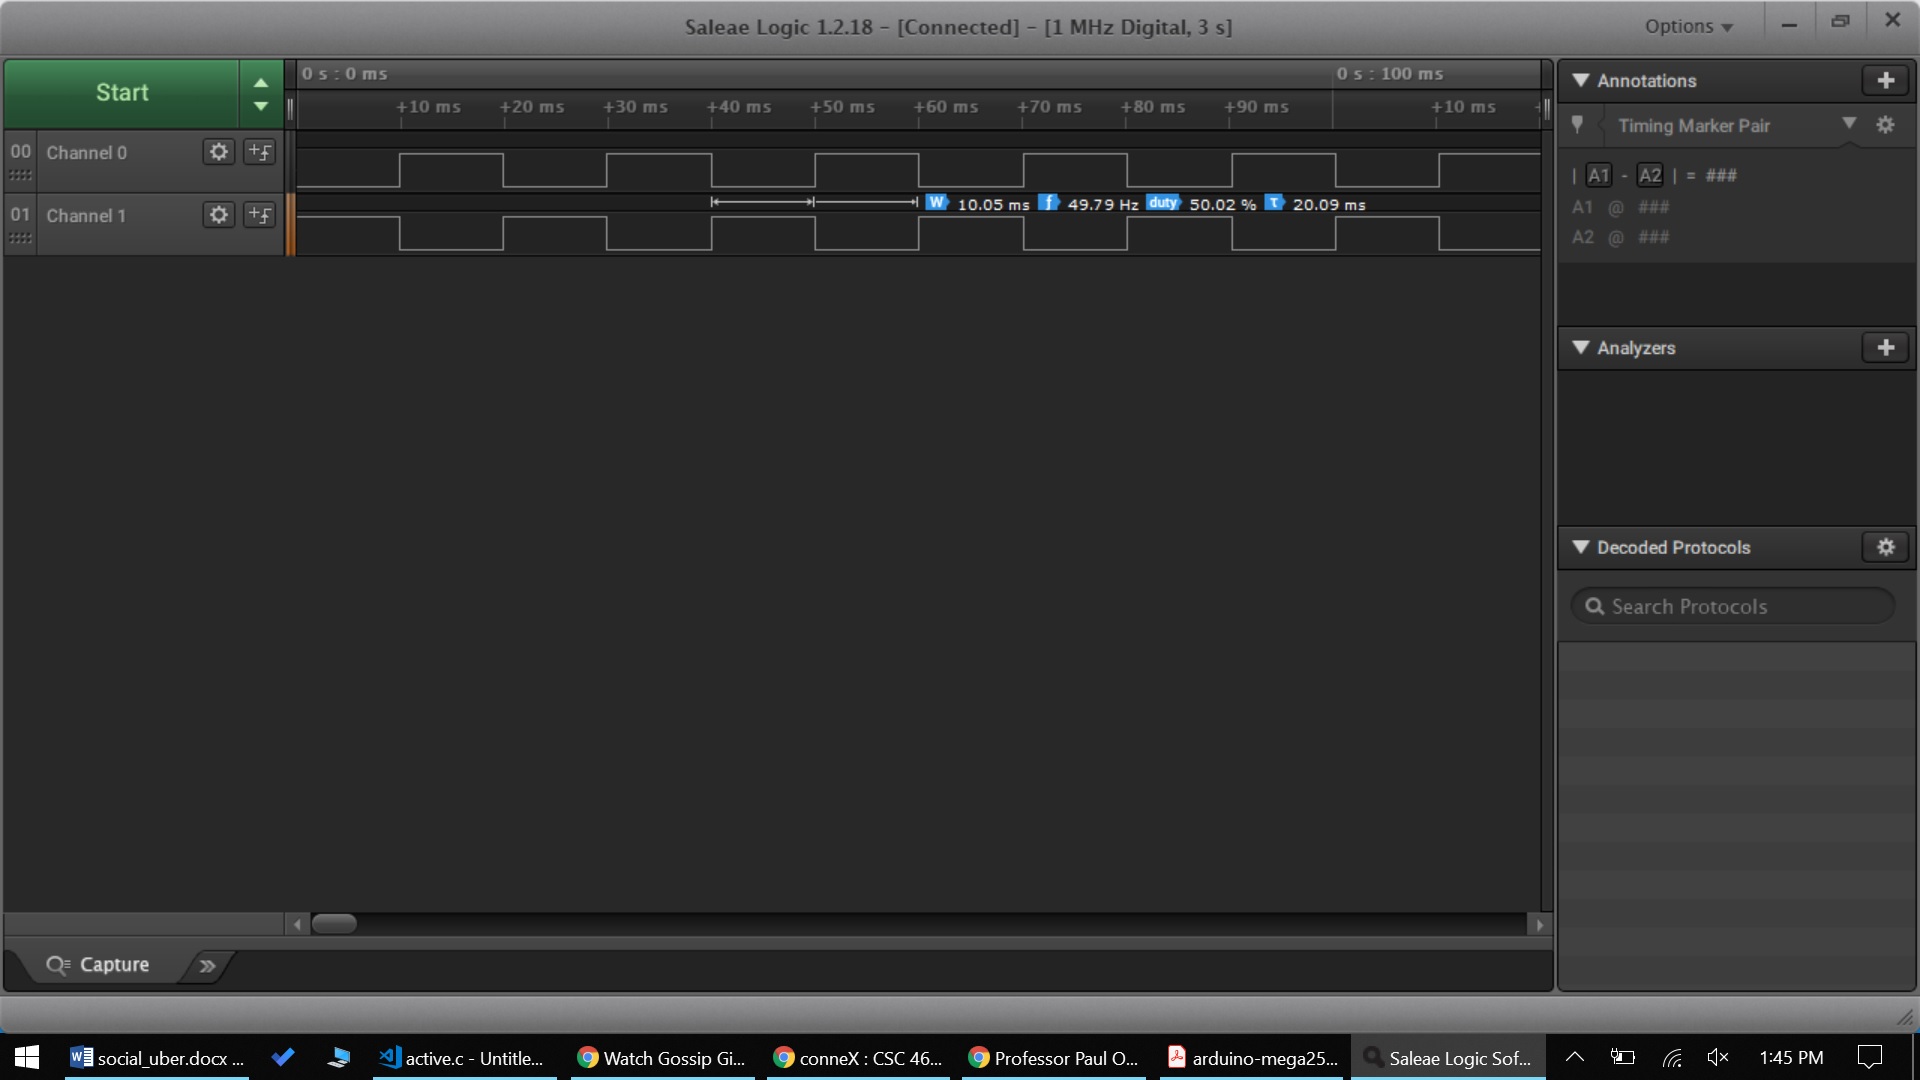 Saleae Logic 1.2.18 - [Connected] - [1 MHz Digital, 3 s]
Options
Start
0 s : 0 ms
0 s : 100 ms
+10 ms +20 ms +30 ms +40 ms +50 ms +60 ms +70 ms +80 ms +90 ms +10 ms
00 Channel 0
01 Channel 1
W 10.05 ms f 49.79 Hz duty 50.02 % τ 20.09 ms
Annotations
Timing Marker Pair
| A1 - A2 | = ###
A1 @ ###
A2 @ ###
Analyzers
Decoded Protocols
Search Protocols
Capture
social_uber.docx ...
active.c - Untitle...
Watch Gossip Gi...
conneX : CSC 46...
Professor Paul O...
arduino-mega25...
Saleae Logic Sof...
1:45 PM